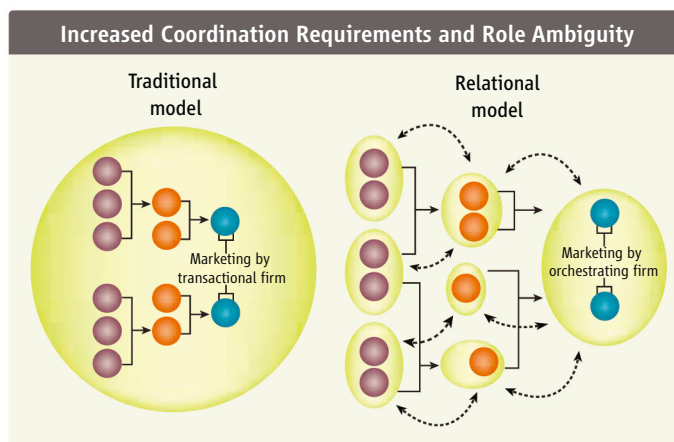 Increased Coordination Requirements and Role Ambiguity
Traditional
model
Marketing by
transactional firm
Relational
model
Marketing by
orchestrating firm